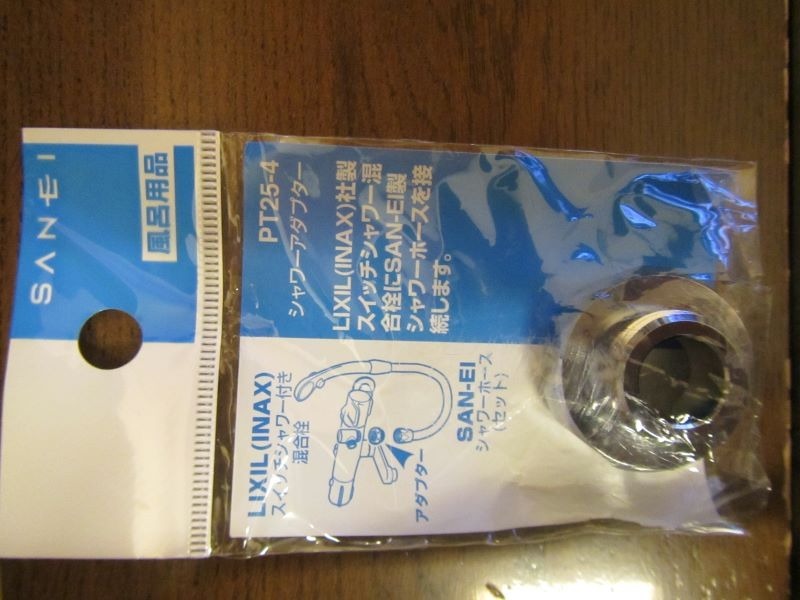 SANEI
風呂用品
PT25-4
シャワーアダプター
LIXIL(INAX)社製
スイッチシャワー混
合栓にSAN-EI製
シャワーホースを接
続します。
LIXIL(INAX)
スイッチシャワー付き
混合栓
アダプター
SAN-EI
シャワーホース
(セット)